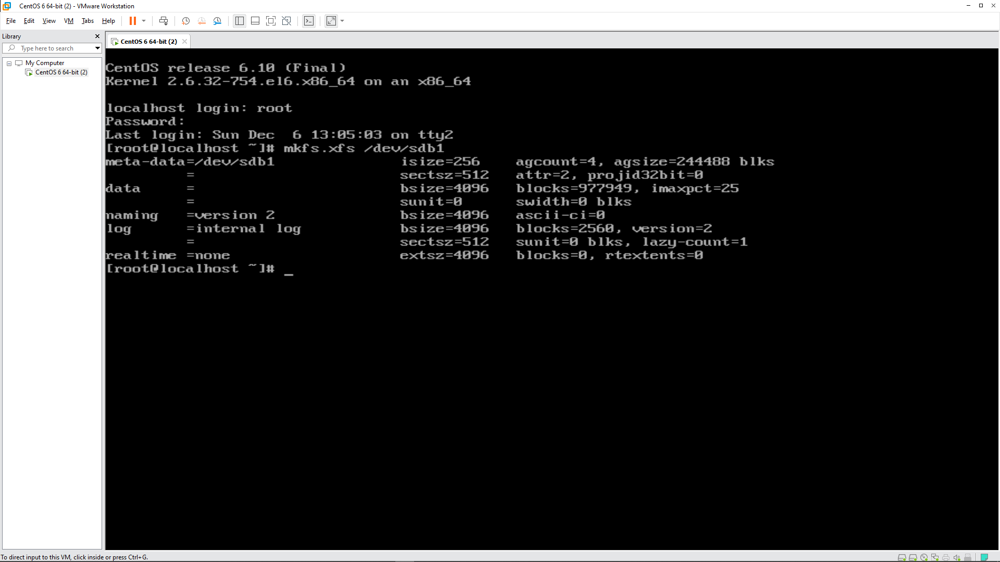 CentOS 6 64-bit (2) - VMware Workstation
File Edit View VM Tabs Help
Library
Type here to search
My Computer
CentOS 6 64-bit (2)
CentOS 6 64-bit (2)
CentOS release 6.10 (Final)
Kernel 2.6.32-754.el6.x86_64 on an x86_64
localhost login: root
Password:
Last login: Sun Dec  6 13:05:03 on tty2
[root@localhost ~]# mkfs.xfs /dev/sdb1
meta-data=/dev/sdb1              isize=256    agcount=4, agsize=244488 blks
         =                       sectsz=512   attr=2, projid32bit=0
data     =                       bsize=4096   blocks=977949, imaxpct=25
         =                       sunit=0      swidth=0 blks
naming   =version 2              bsize=4096   ascii-ci=0
log      =internal log           bsize=4096   blocks=2560, version=2
         =                       sectsz=512   sunit=0 blks, lazy-count=1
realtime =none                   extsz=4096   blocks=0, rtextents=0
[root@localhost ~]# _
To direct input to this VM, click inside or press Ctrl+G.